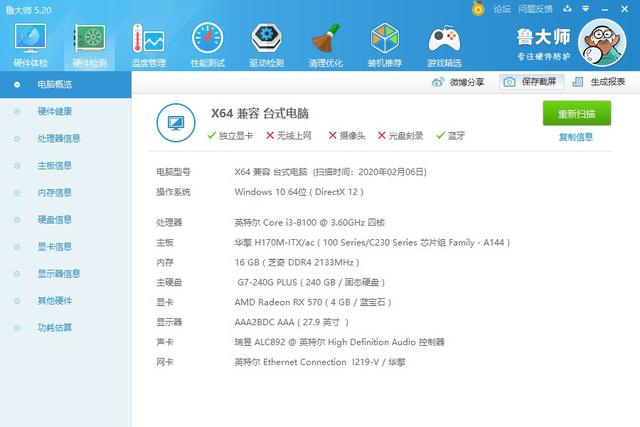 鲁大师 5.20
论坛 问题反馈
硬件体检 硬件检测 温度管理 性能测试 驱动检测 清理优化 装机推荐 游戏精选
鲁大师
专注硬件防护
微博分享 保存截屏 生成报表
电脑概览
硬件健康
处理器信息
主板信息
内存信息
硬盘信息
显卡信息
显示器信息
其他硬件
功耗估算
X64 兼容 台式电脑
独立显卡 无线上网 摄像头 光盘刻录 蓝牙
重新扫描
复制信息
电脑型号 X64 兼容 台式电脑 (扫描时间：2020年02月06日)
操作系统 Windows 10 64位 ( DirectX 12 )
处理器 英特尔 Core i3-8100 @ 3.60GHz 四核
主板 华擎 H170M-ITX/ac ( 100 Series/C230 Series 芯片组 Family - A144 )
内存 16 GB ( 芝奇 DDR4 2133MHz )
主硬盘 G7-240G PLUS ( 240 GB / 固态硬盘 )
显卡 AMD Radeon RX 570 ( 4 GB / 蓝宝石 )
显示器 AAA2BDC AAA ( 27.9 英寸 )
声卡 瑞昱 ALC892 @ 英特尔 High Definition Audio 控制器
网卡 英特尔 Ethernet Connection I219-V / 华擎